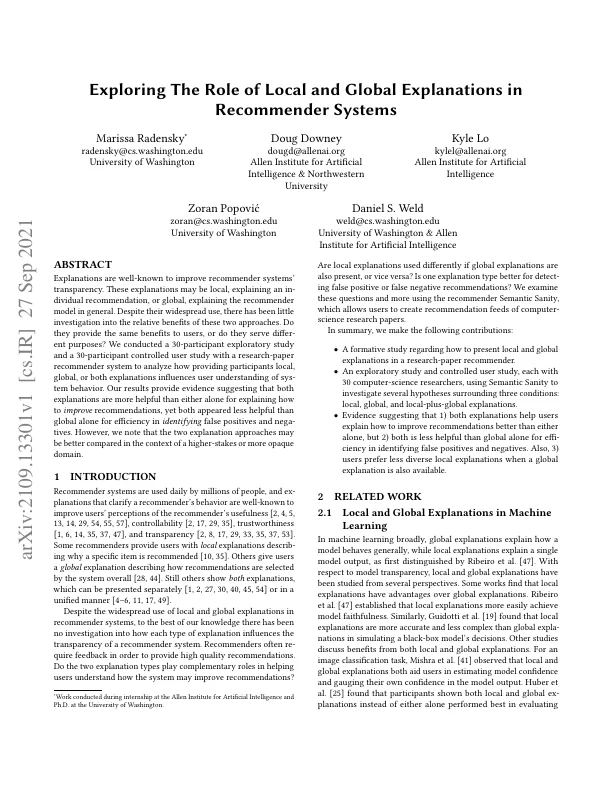 Exploring The Role of Local and Global Explanations in
Recommender Systems
Marissa Radensky*
radensky@cs.washington.edu
University of Washington
Doug Downey
dougd@allenai.org
Allen Institute for Artificial
Intelligence & Northwestern
University
Kyle Lo
kylel@allenai.org
Allen Institute for Artificial
Intelligence
Zoran Popović
zoran@cs.washington.edu
University of Washington
Daniel S. Weld
weld@cs.washington.edu
University of Washington & Allen
Institute for Artificial Intelligence
arXiv:2109.13301v1 [cs.IR] 27 Sep 2021
ABSTRACT
Explanations are well-known to improve recommender systems'
transparency. These explanations may be local, explaining an in-
dividual recommendation, or global, explaining the recommender
model in general. Despite their widespread use, there has been little
investigation into the relative benefits of these two approaches. Do
they provide the same benefits to users, or do they serve differ-
ent purposes? We conducted a 30-participant exploratory study
and a 30-participant controlled user study with a research-paper
recommender system to analyze how providing participants local,
global, or both explanations influences user understanding of sys-
tem behavior. Our results provide evidence suggesting that both
explanations are more helpful than either alone for explaining how
to improve recommendations, yet both appeared less helpful than
global alone for efficiency in identifying false positives and nega-
tives. However, we note that the two explanation approaches may
be better compared in the context of a higher-stakes or more opaque
domain.
1 INTRODUCTION
Recommender systems are used daily by millions of people, and ex-
planations that clarify a recommender's behavior are well-known to
improve users' perceptions of the recommender's usefulness [2, 4, 5,
13, 14, 29, 54, 55, 57], controllability [2, 17, 29, 35], trustworthiness
[1, 6, 14, 35, 37, 47], and transparency [2, 8, 17, 29, 33, 35, 37, 53].
Some recommenders provide users with local explanations describ-
ing why a specific item is recommended [10, 35]. Others give users
a global explanation describing how recommendations are selected
by the system overall [28, 44]. Still others show both explanations,
which can be presented separately [1, 2, 27, 30, 40, 45, 54] or in a
unified manner [4–6, 11, 17, 49].
Despite the widespread use of local and global explanations in
recommender systems, to the best of our knowledge there has been
no investigation into how each type of explanation influences the
transparency of a recommender system. Recommenders often re-
quire feedback in order to provide high quality recommendations.
Do the two explanation types play complementary roles in helping
users understand how the system may improve recommendations?
*Work conducted during internship at the Allen Institute for Artificial Intelligence and
Ph.D. at the University of Washington.
Are local explanations used differently if global explanations are
also present, or vice versa? Is one explanation type better for detect-
ing false positive or false negative recommendations? We examine
these questions and more using the recommender Semantic Sanity,
which allows users to create recommendation feeds of computer-
science research papers.
In summary, we make the following contributions:
• A formative study regarding how to present local and global
explanations in a research-paper recommender.
• An exploratory study and controlled user study, each with
30 computer-science researchers, using Semantic Sanity to
investigate several hypotheses surrounding three conditions:
local, global, and local-plus-global explanations.
• Evidence suggesting that 1) both explanations help users
explain how to improve recommendations better than either
alone, but 2) both is less helpful than global alone for effi-
ciency in identifying false positives and negatives. Also, 3)
users prefer less diverse local explanations when a global
explanation is also available.
2 RELATED WORK
2.1 Local and Global Explanations in Machine
Learning
In machine learning broadly, global explanations explain how a
model behaves generally, while local explanations explain a single
model output, as first distinguished by Ribeiro et al. [47]. With
respect to model transparency, local and global explanations have
been studied from several perspectives. Some works find that local
explanations have advantages over global explanations. Ribeiro
et al. [47] established that local explanations more easily achieve
model faithfulness. Similarly, Guidotti et al. [19] found that local
explanations are more accurate and less complex than global expla-
nations in simulating a black-box model's decisions. Other studies
discuss benefits from both local and global explanations. For an
image classification task, Mishra et al. [41] observed that local and
global explanations both aid users in estimating model confidence
and gauging their own confidence in the model output. Huber et
al. [25] found that participants shown both local and global ex-
planations instead of either alone performed best in evaluating